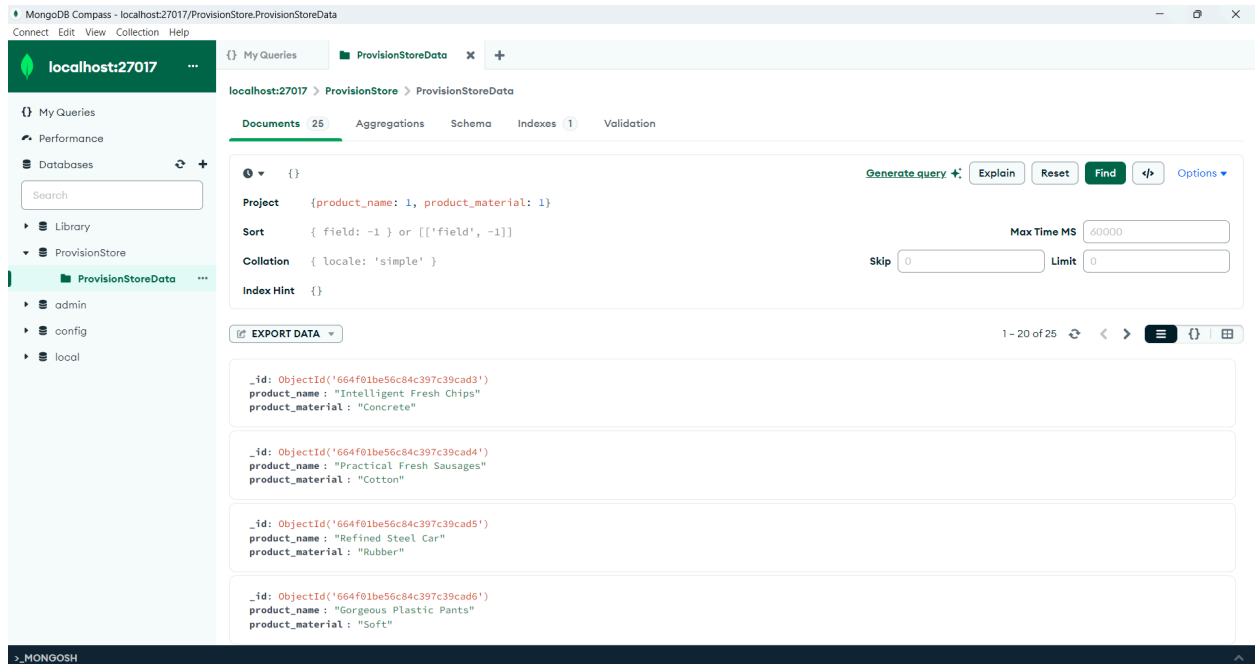 MongoDB Compass - localhost:27017/ProvisionStore.ProvisionStoreData
Connect Edit View Collection Help
localhost:27017 ...
{} My Queries
Performance
Databases
Search
Library
ProvisionStore
ProvisionStoreData ...
admin
config
local
{} My Queries ProvisionStoreData
localhost:27017 > ProvisionStore > ProvisionStoreData
Documents 25 Aggregations Schema Indexes 1 Validation
{} Generate query Explain Reset Find </> Options
Project {product_name: 1, product_material: 1}
Sort { field: -1 } or [['field', -1]] Max Time MS 60000
Collation { locale: 'simple' } Skip 0 Limit 0
Index Hint {}
EXPORT DATA 1 – 20 of 25 {}
_id: ObjectId('664f01be56c84c397c39cad3')
product_name : "Intelligent Fresh Chips"
product_material : "Concrete"
_id: ObjectId('664f01be56c84c397c39cad4')
product_name : "Practical Fresh Sausages"
product_material : "Cotton"
_id: ObjectId('664f01be56c84c397c39cad5')
product_name : "Refined Steel Car"
product_material : "Rubber"
_id: ObjectId('664f01be56c84c397c39cad6')
product_name : "Gorgeous Plastic Pants"
product_material : "Soft"
>_MONGOSH